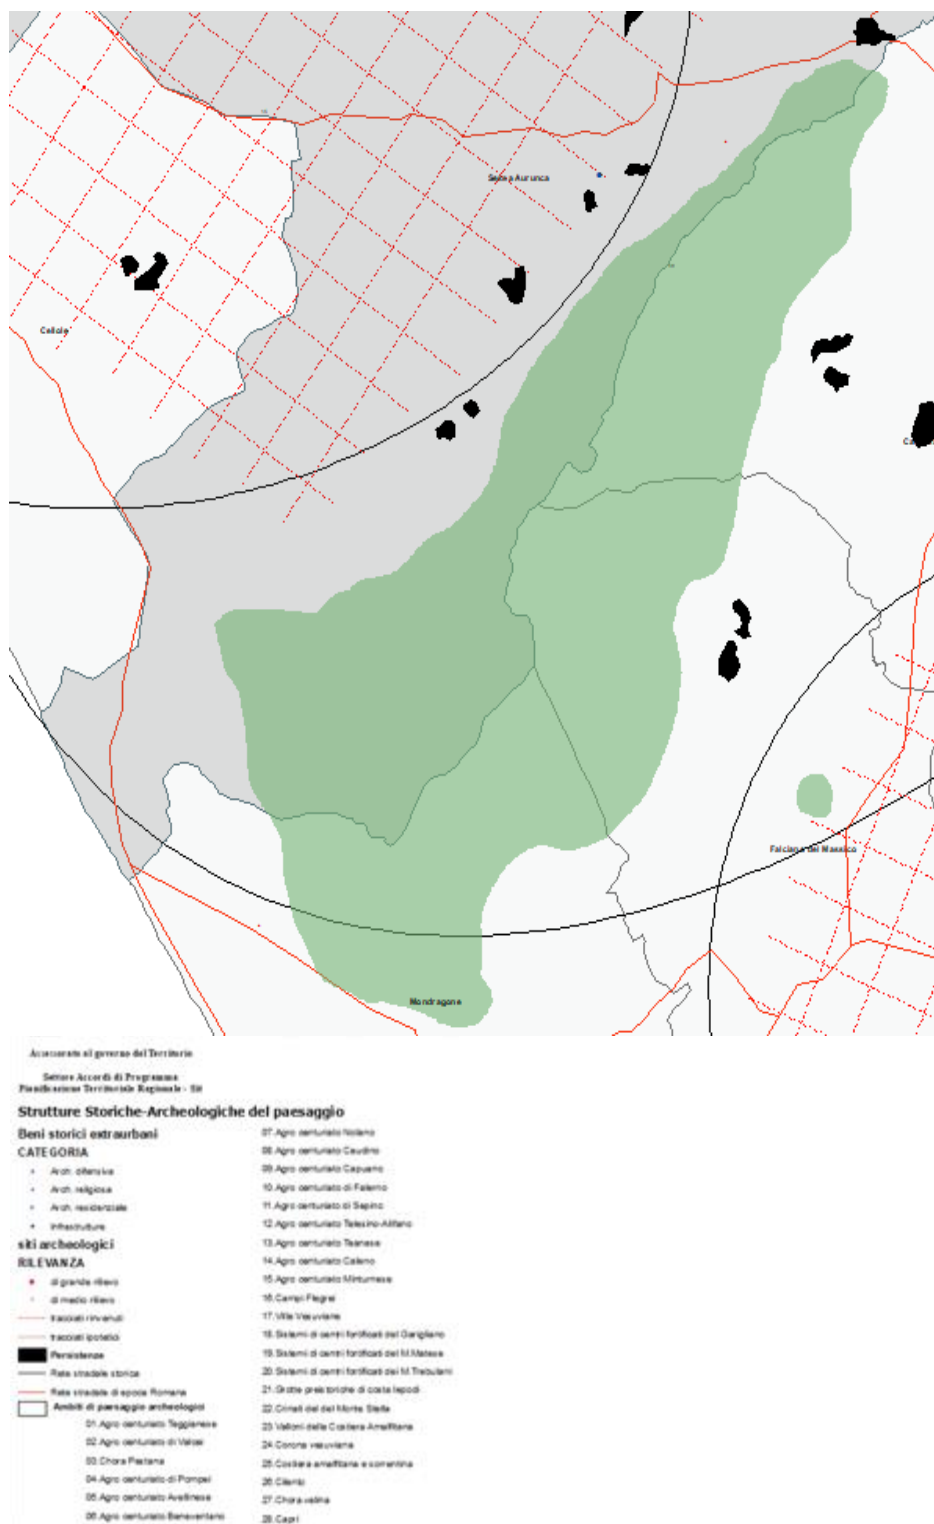 Sessa Aurunca
Cellole
Falciano del Massico
Mondragone
Assessorato al governo del Territorio
Settore Accordi di Programma
Pianificazione Territoriale Regionale - Sit
Strutture Storiche-Archeologiche del paesaggio
Beni storici extraurbani
CATEGORIA
Arch. difensiva
Arch. religiosa
Arch. residenziale
Infrastrutture
siti archeologici
RILEVANZA
di grande rilievo
di medio rilievo
tracciati rinvenuti
tracciati ipotetici
Persistenze
Rete stradale storica
Rete stradale di epoca Romana
Ambiti di paesaggio archeologici
01.Agro centuriato Teggianese
02.Agro centuriato di Vallesi
03.Chora Pestana
04.Agro centuriato di Pompei
05.Agro centuriato Avellinese
06.Agro centuriato Beneventano
07.Agro centuriato Nolano
08.Agro centuriato Caudino
09.Agro centuriato Capuano
10.Agro centuriato di Falerno
11.Agro centuriato di Sepino
12.Agro centuriato Telesino-Alifano
13.Agro centuriato Teanese
14.Agro centuriato Caleno
15.Agro centuriato Minturnese
16.Campi Flegrei
17.Ville Vesuviane
18.Sistemi di centri fortificati del Garigliano
19.Sistemi di centri fortificati del M.Matese
20.Sistemi di centri fortificati dei M.Trebulani
21.Grotte preistoriche di costa lepodi
22.Crinali del del Monte Stella
23.Valloni della Costiera Amalfitana
24.Corona vesuviana
25.Costiera amalfitana e sorrentina
26.Cilento
27.Chora velina
28.Capri